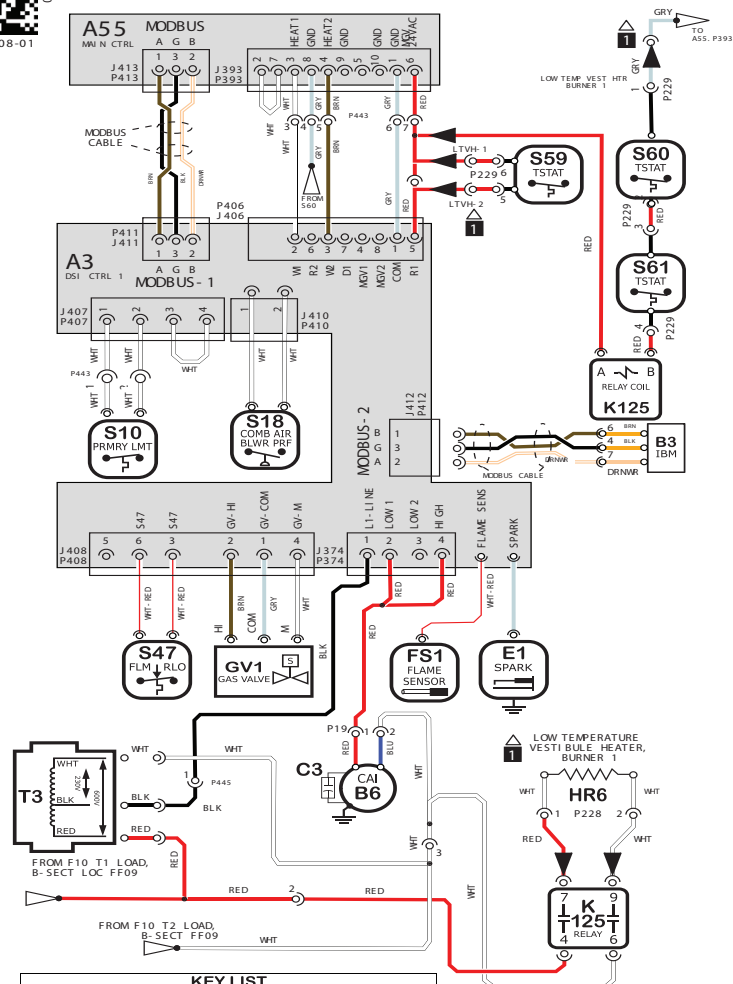 08-01
A55
MAIN CTRL
MODBUS
A G B
1 3 2
J413
P413
J393
P393
HEAT1
GND
HEAT2
GND
GND
GND
MGV
24VAC
2 7 3 8 4 9 5 10 1 6
WHT
GRY
BRN
GRY
RED
3 4 5
P443
6 7
WHT
GRY
BRN
MODBUS
CABLE
BRN
BLK
DRNWR
FROM
S60
GRY
RED
LTVH-1
P229 6
5
LTVH-2
1
S59
TSTAT
GRY
TO
A55. P393
1
GRY
LOW TEMP VEST HTR
BURNER 1
1
P229
S60
TSTAT
2
P229
RED
3
S61
TSTAT
RED 4
P229
RED
A B
RELAY COIL
K125
P406
J406
P411
J411
1 3 2
A G B
MODBUS-1
A3
DSI CTRL 1
2 6 3 7 4 8 1 5
W1
R2
W2
D1
MGV1
MGV2
COM
R1
J407
P407
1 2 3 4
WHT
WHT
WHT
P443
WHT 1
WHT 2
1 2
J410
P410
WHT
WHT
S10
PRMRY LMT
S18
COMB AIR
BLWR PRF
MODBUS-2
J412
P412
B 1
G 3
A 2
MODBUS CABLE
DRNWR
6 BRN
4 BLK
7
DRNWR
B3
IBM
S47
S47
GV-HI
GV-COM
GV-M
L1-LINE
LOW 1
LOW 2
HIGH
FLAME SENS
SPARK
J408
P408
5 6 3 2 1 4
J374
P374
1 2 3 4
WHT-RED
WHT-RED
BRN
GRY
WHT
HI
COM
M
RED
RED
WHT-RED
S47
FLM RLO
GV1
GAS VALVE
S
BLK
RED
FS1
FLAME
SENSOR
E1
SPARK
P19 1 2
RED
BLU
C3
CAI
B6
WHT
T3
WHT
BLK
RED
230V
600V
WHT
WHT
BLK
1
P445
BLK
RED
RED
FROM F10 T1 LOAD,
B-SECT LOC FF09
RED 2 RED
WHT
3
WHT
FROM F10 T2 LOAD,
B-SECT FF09
WHT
1
LOW TEMPERATURE
VESTIBULE HEATER,
BURNER 1
HR6
WHT
WHT
1 P228 2
RED
WHT
7 9
K
125
RELAY
4 6
KEY LIST